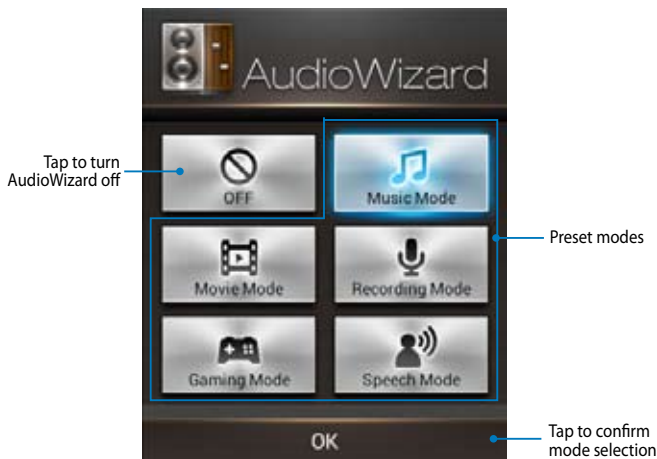 AudioWizard
Tap to turn
AudioWizard off
OFF
Music Mode
Preset modes
Movie Mode
Recording Mode
Gaming Mode
Speech Mode
OK
Tap to confirm
mode selection